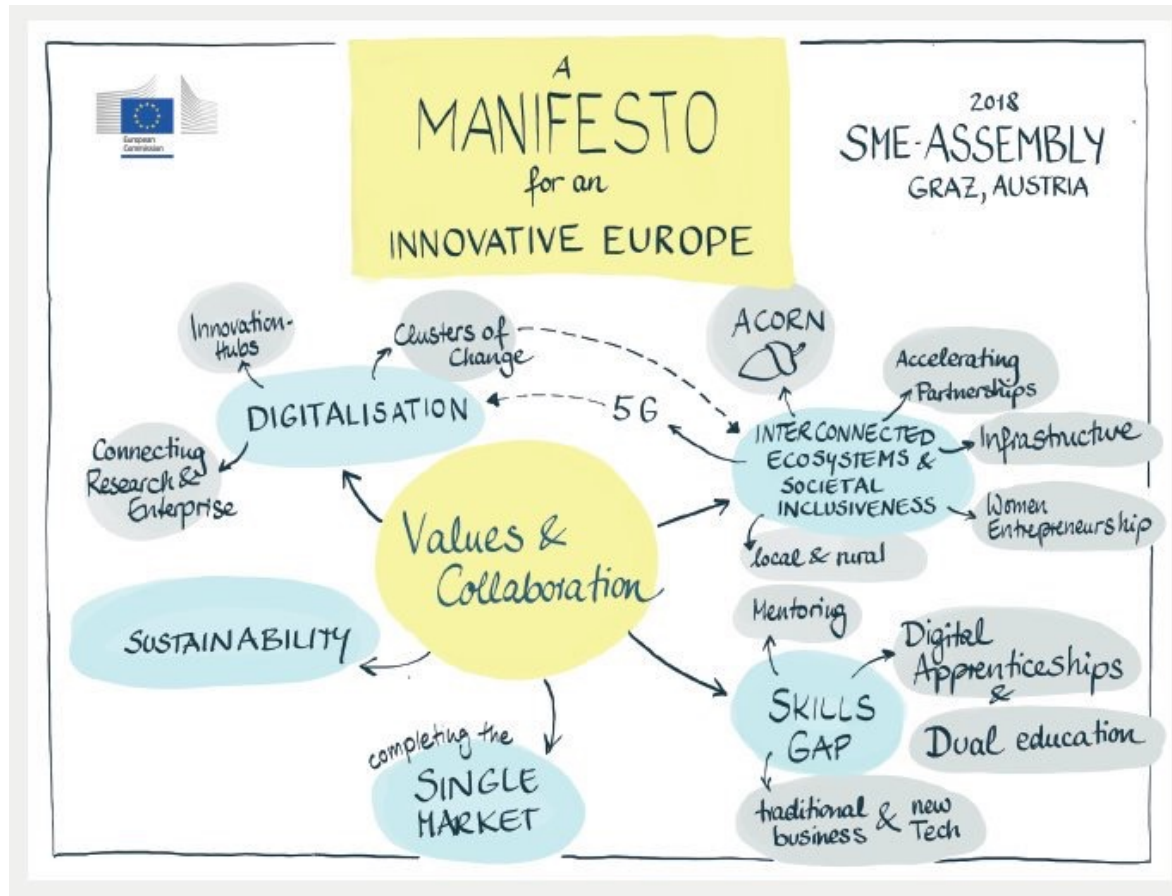 European
Commission
A
MANIFESTO
for an
INNOVATIVE EUROPE
2018
SME-ASSEMBLY
GRAZ, AUSTRIA
Innovation-
Hubs
Clusters of
Change
DIGITALISATION
Connecting
Research &
Enterprise
5G
ACORN
Accelerating
Partnerships
INTERCONNECTED
ECOSYSTEMS &
SOCIETAL
INCLUSIVENESS
Infrastructure
Women
Entrepreneurship
local & rural
Values &
Collaboration
SUSTAINABILITY
completing the
SINGLE
MARKET
Mentoring
SKILLS
GAP
Digital
Apprenticeships
&
Dual education
traditional
business & new
Tech